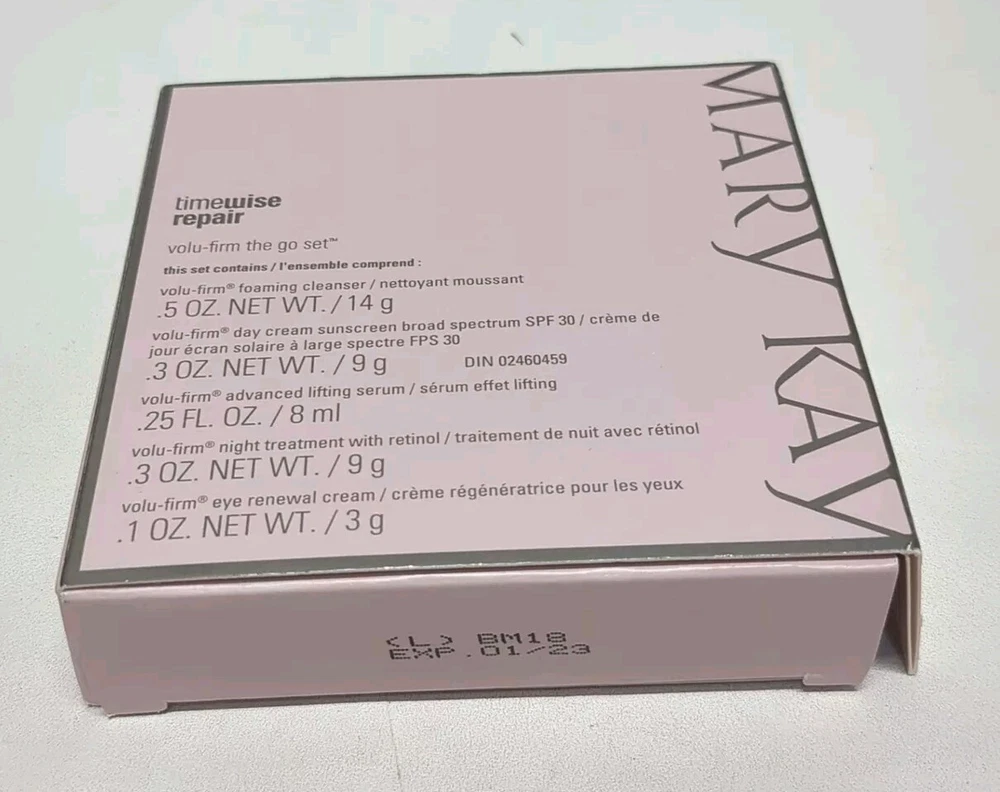 MARY KAY
timewise
repair
volu-firm the go set™
this set contains / l'ensemble comprend :
volu-firm® foaming cleanser / nettoyant moussant
.5 OZ. NET WT. / 14 g
volu-firm® day cream sunscreen broad spectrum SPF 30 / crème de
jour écran solaire à large spectre FPS 30
.3 OZ. NET WT. / 9 g DIN 02460459
volu-firm® advanced lifting serum / sérum effet lifting
.25 FL. OZ. / 8 ml
volu-firm® night treatment with retinol / traitement de nuit avec rétinol
.3 OZ. NET WT. / 9 g
volu-firm® eye renewal cream / crème régénératrice pour les yeux
.1 OZ. NET WT. / 3 g
<L> BM18
EXP.01/23